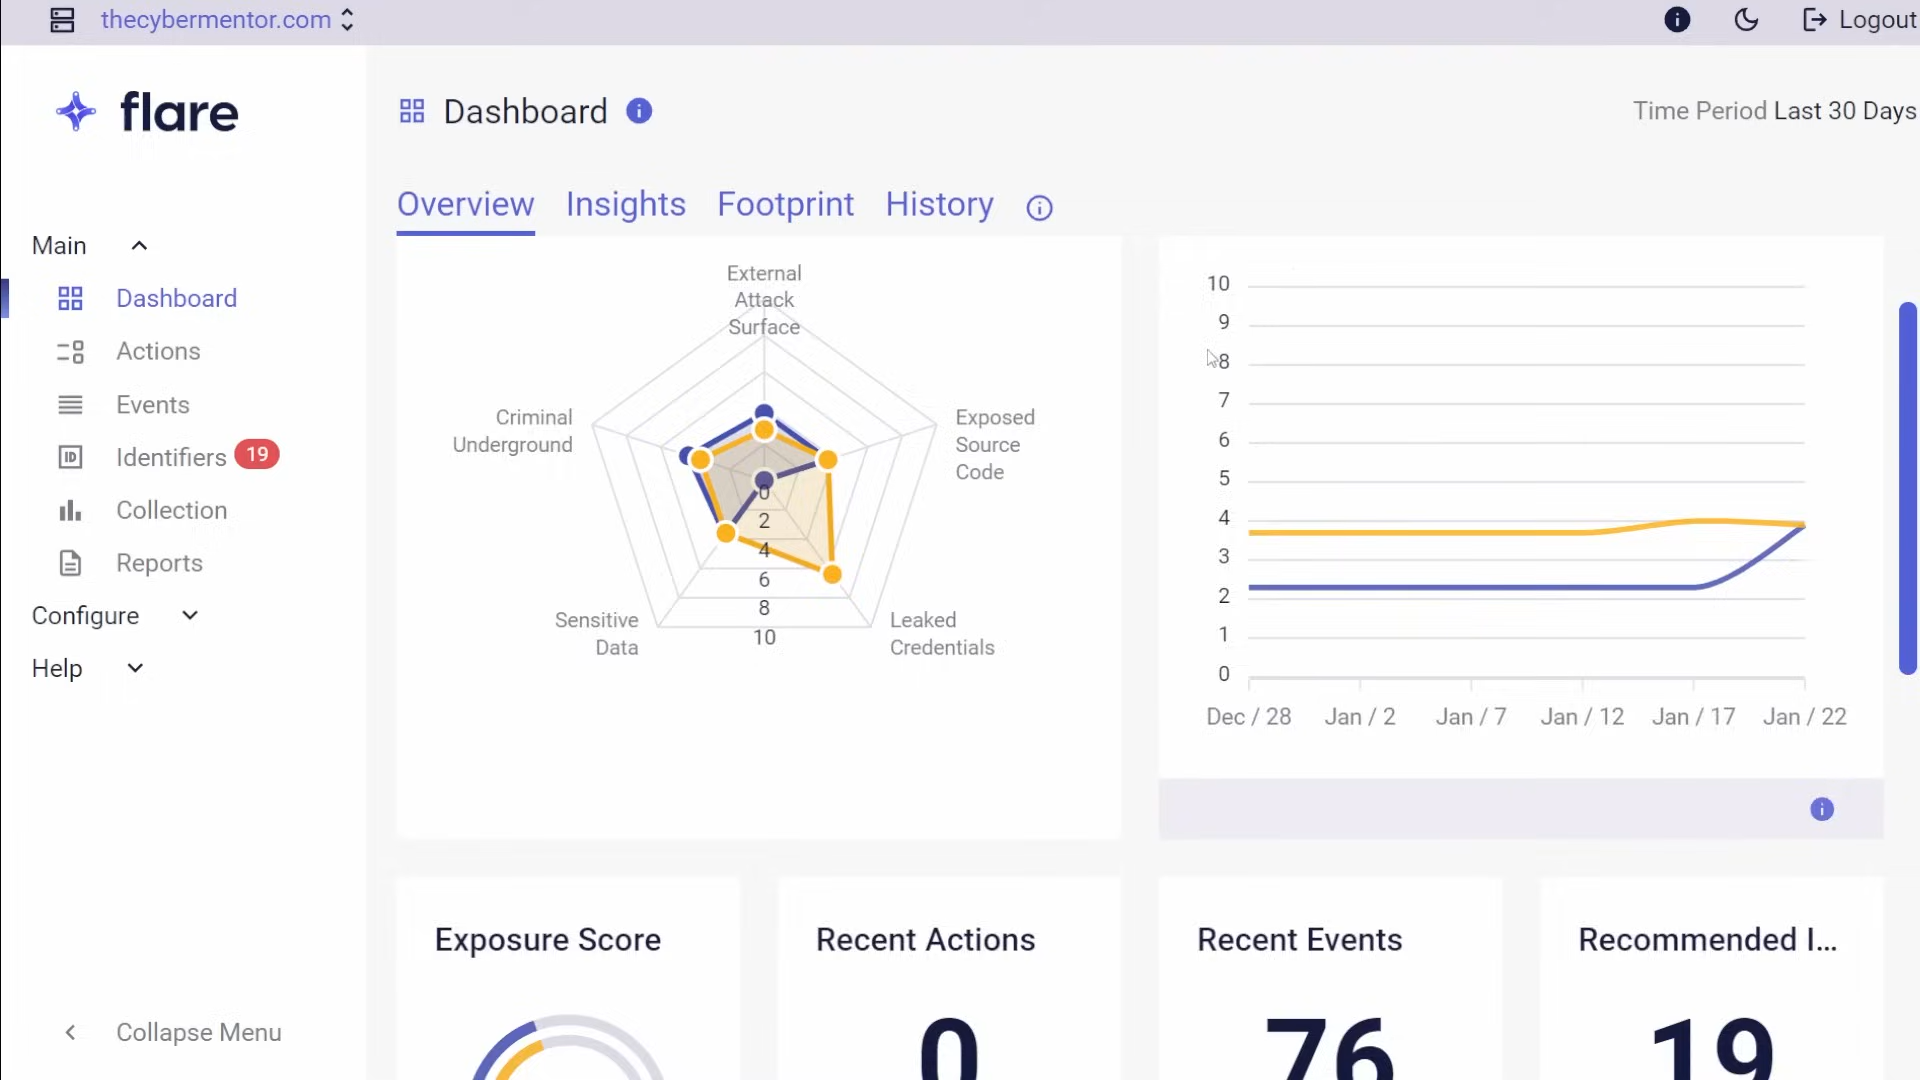 thecybermentor.com
Logout
flare
Dashboard
Time Period Last 30 Days
Overview Insights Footprint History
Main
Dashboard
Actions
Events
Identifiers 19
Collection
Reports
Configure
Help
Collapse Menu
External
Attack
Surface
Criminal
Underground
Exposed
Source
Code
0
2
4
6
8
10
Sensitive
Data
Leaked
Credentials
10
9
8
7
6
5
4
3
2
1
0
Dec / 28 Jan / 2 Jan / 7 Jan / 12 Jan / 17 Jan / 22
Exposure Score
Recent Actions
0
Recent Events
76
Recommended I...
19